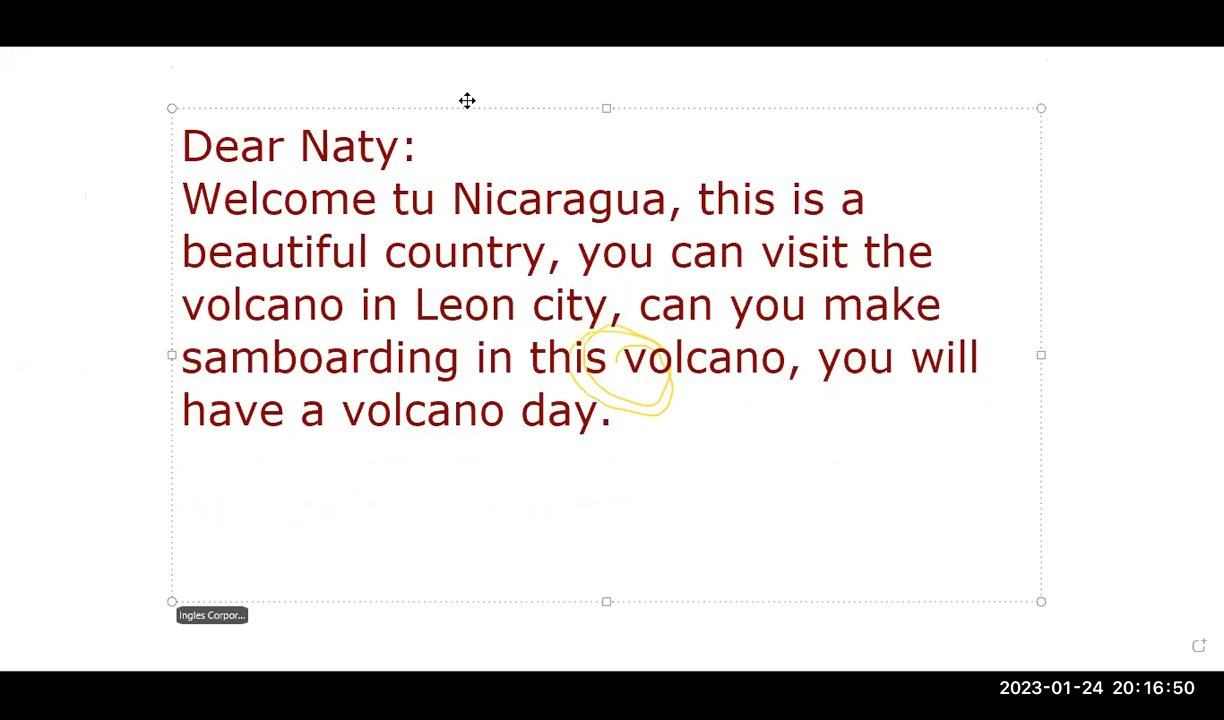 Dear Naty:
Welcome tu Nicaragua, this is a
beautiful country, you can visit the
volcano in Leon city, can you make
samboarding in this volcano, you will
have a volcano day.
Ingles Corpor...
2023-01-24 20:16:50